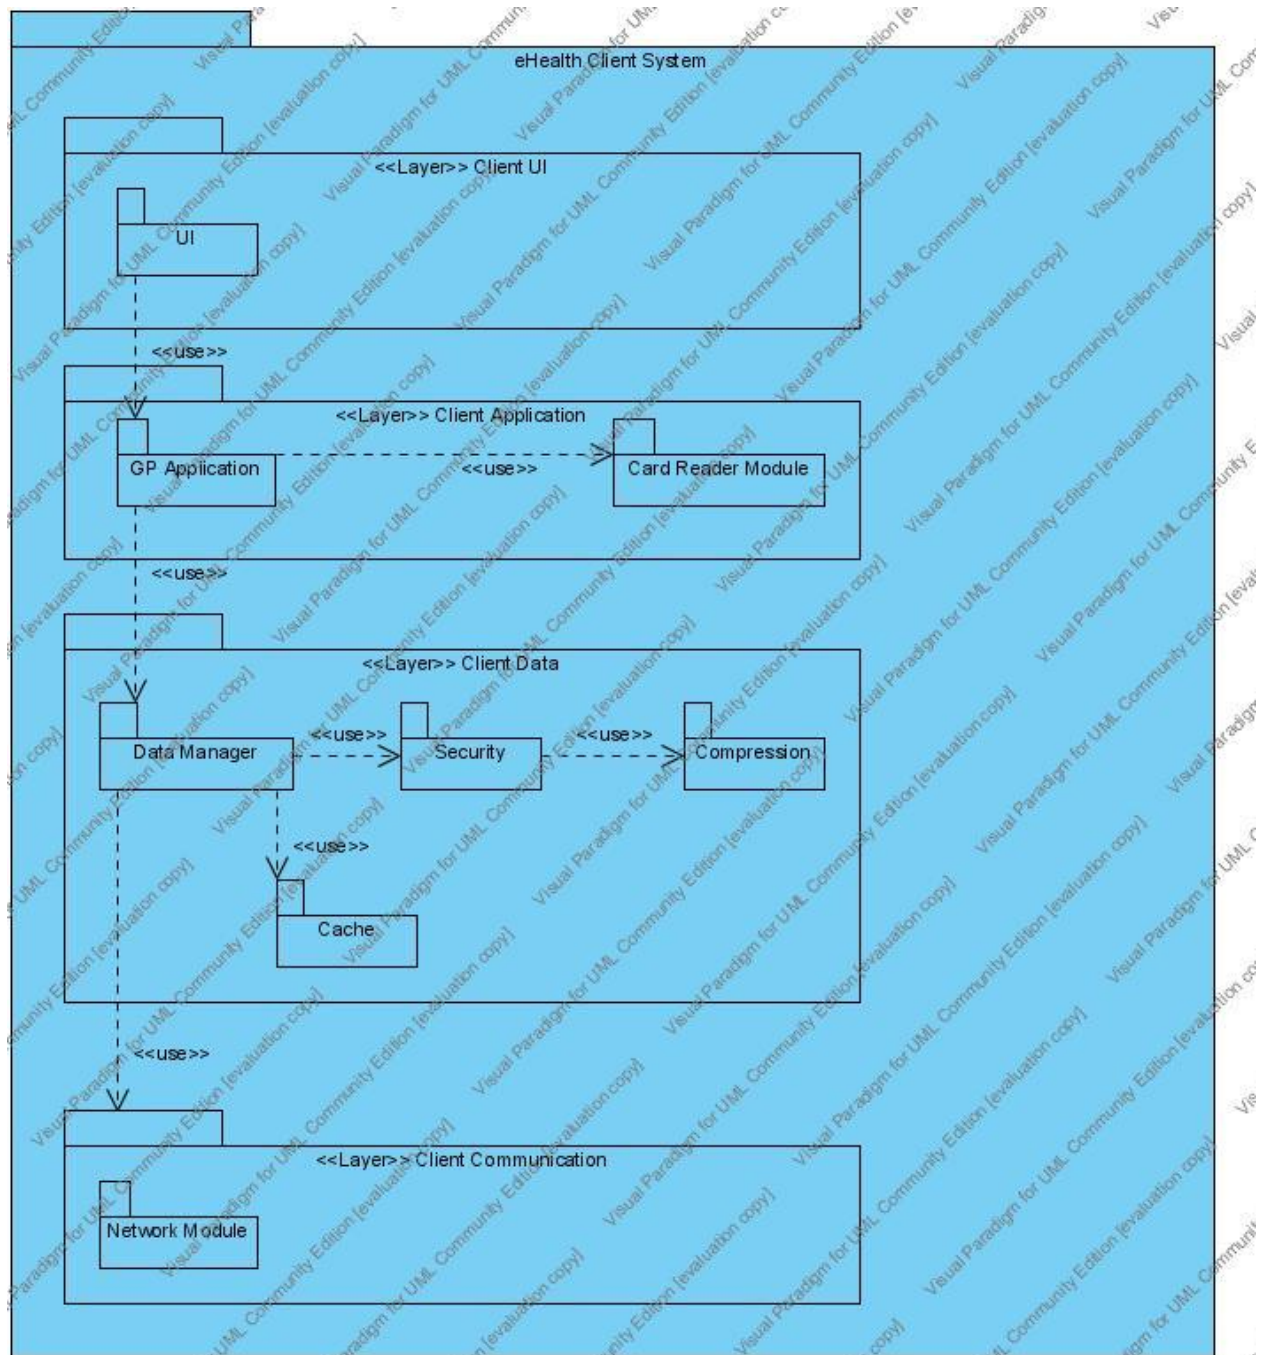 eHealth Client System
<<Layer>> Client UI
UI
<<use>>
<<Layer>> Client Application
GP Application
<<use>>
Card Reader Module
<<use>>
<<Layer>> Client Data
Data Manager
<<use>>
Security
<<use>>
Compression
<<use>>
Cache
<<use>>
<<Layer>> Client Communication
Network Module
Visual Paradigm for UML Community Edition [evaluation copy]